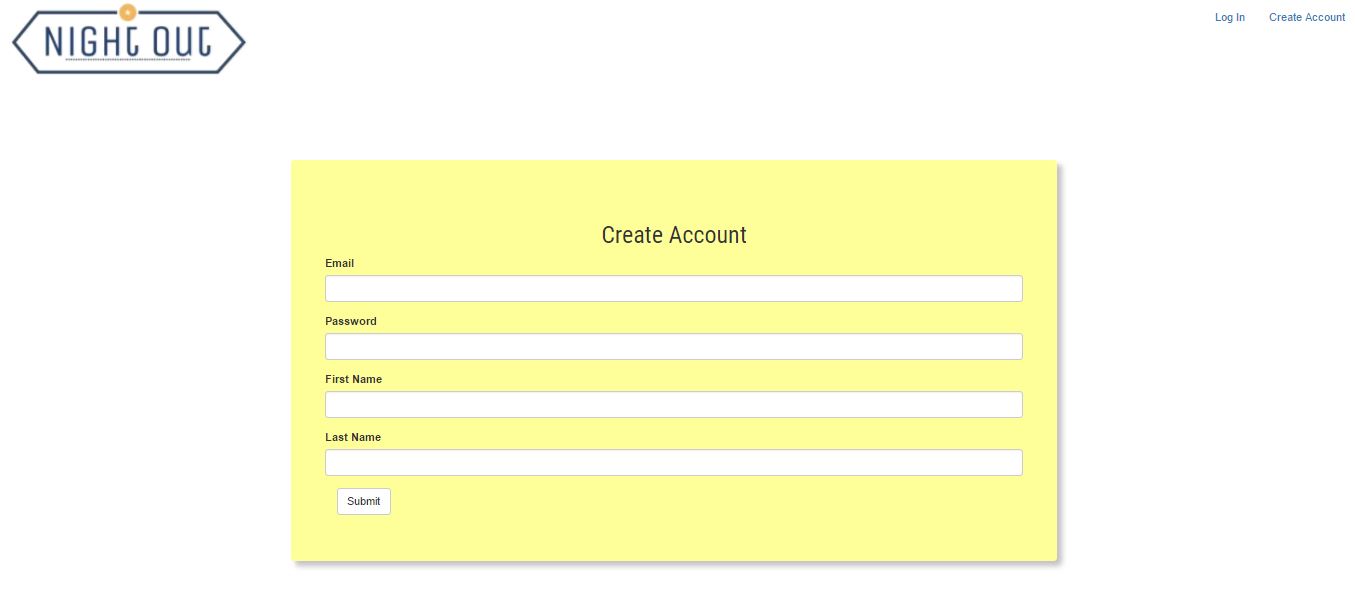 NIGHT OUT
Log In Create Account
Create Account
Email
Password
First Name
Last Name
Submit